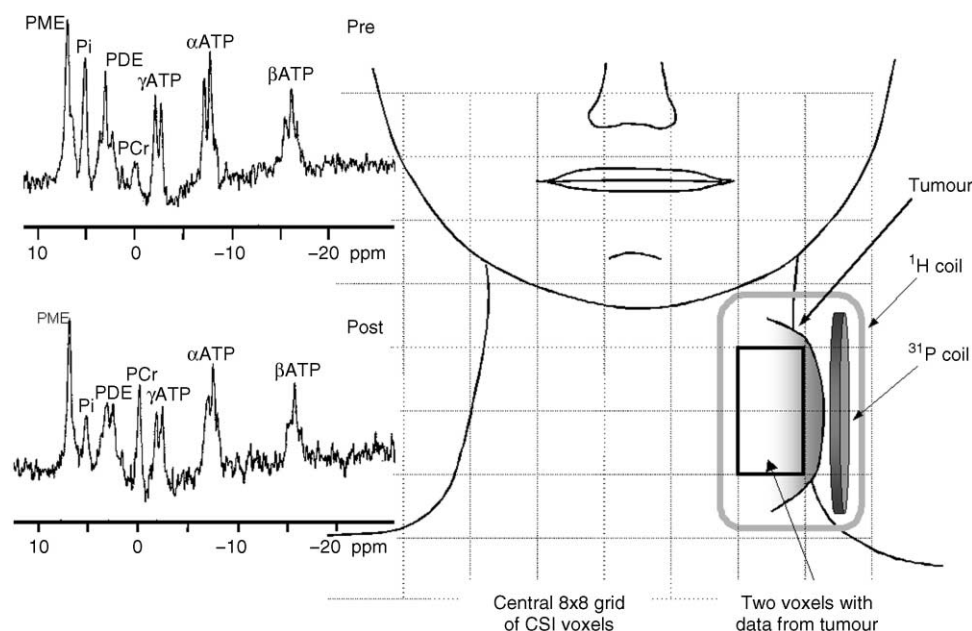 Pre
PME
Pi
PDE
PCr
γATP
αATP
βATP
10 0 −10 −20 ppm
Post
PME
Pi
PDE
PCr
γATP
αATP
βATP
10 0 −10 −20 ppm
Tumour
¹H coil
³¹P coil
Central 8x8 grid
of CSI voxels
Two voxels with
data from tumour